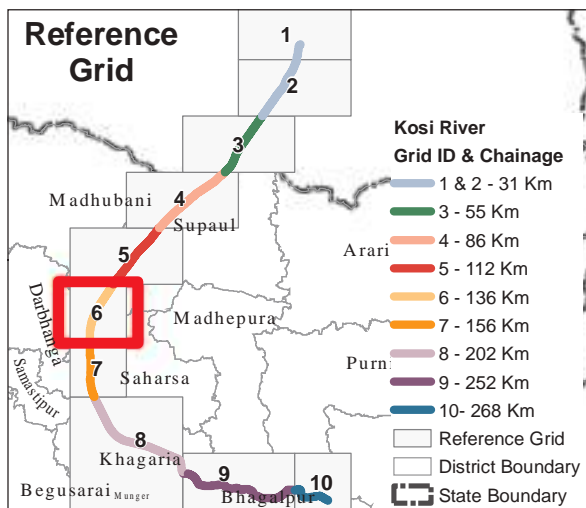 Reference
Grid
1
2
3
4
5
6
7
8
9
10
Madhubani
Supaul
Arari
Darbhanga
Madhepura
Samastipur
Saharsa
Purni
Khagaria
Begusarai
Munger
Bhagalpur
Kosi River
Grid ID & Chainage
1 & 2 - 31 Km
3 - 55 Km
4 - 86 Km
5 - 112 Km
6 - 136 Km
7 - 156 Km
8 - 202 Km
9 - 252 Km
10- 268 Km
Reference Grid
District Boundary
State Boundary